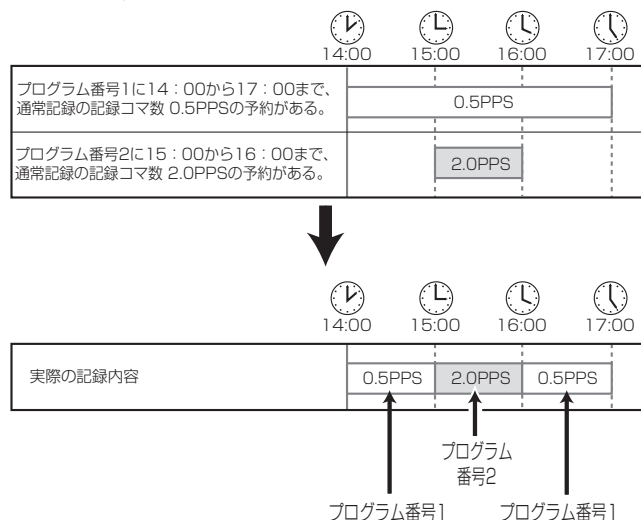 14:00 15:00 16:00 17:00
プログラム番号1に14：00から17：00まで、
通常記録の記録コマ数 0.5PPSの予約がある。
0.5PPS
プログラム番号2に15：00から16：00まで、
通常記録の記録コマ数 2.0PPSの予約がある。
2.0PPS
14:00 15:00 16:00 17:00
実際の記録内容
0.5PPS 2.0PPS 0.5PPS
プログラム
番号2
プログラム番号1 プログラム番号1